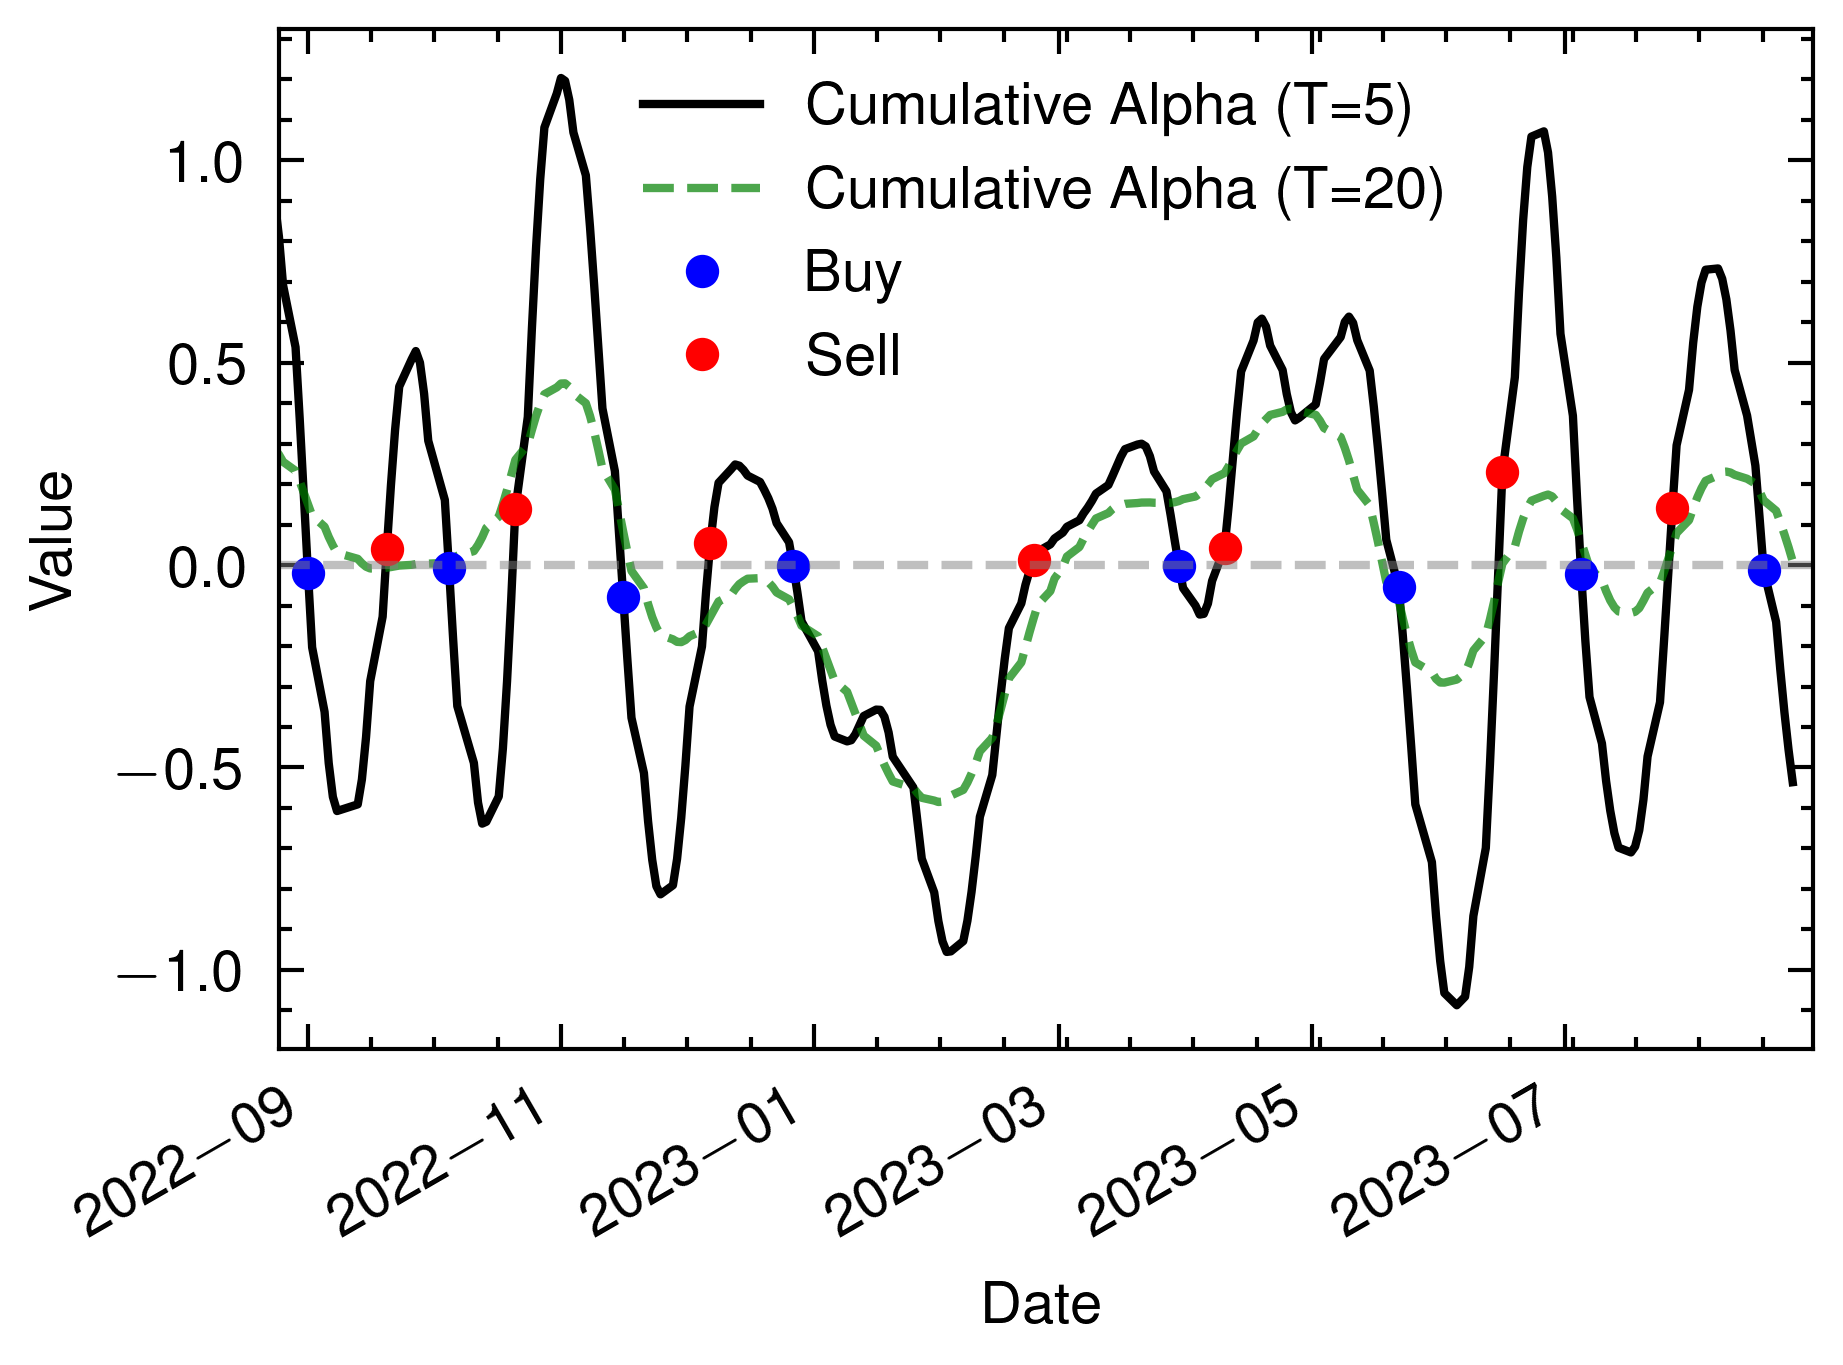 Cumulative Alpha (T=5)
Cumulative Alpha (T=20)
Buy
Sell
Value
1.0
0.5
0.0
−0.5
−1.0
2022−09
2022−11
2023−01
2023−03
2023−05
2023−07
Date